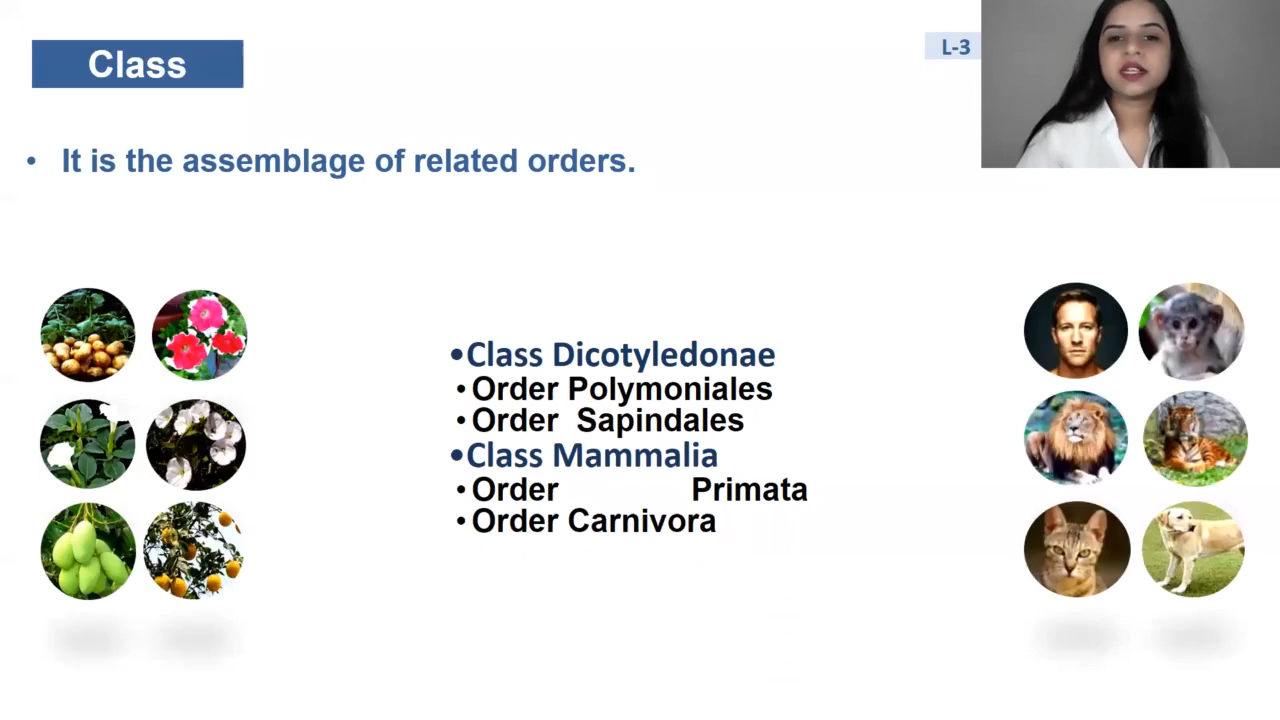 Class
L-3
• It is the assemblage of related orders.
•Class Dicotyledonae
•Order Polymoniales
•Order Sapindales
•Class Mammalia
•Order Primata
•Order Carnivora